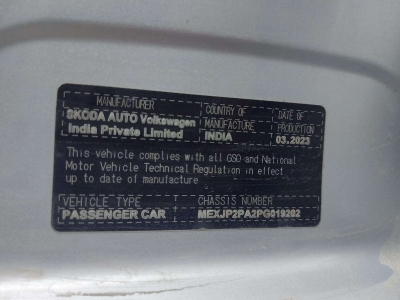 MANUFACTURER COUNTRY OF MANUFACTURER DATE OF PRODUCTION
SKODA AUTO Volkswagen India Private Limited INDIA 03.2023
This vehicle complies with all GSO and National
Motor Vehicle Technical Regulation in effect
up to date of manufacture
VEHICLE TYPE CHASSIS NUMBER
PASSENGER CAR MEXJP2PA2PG019202